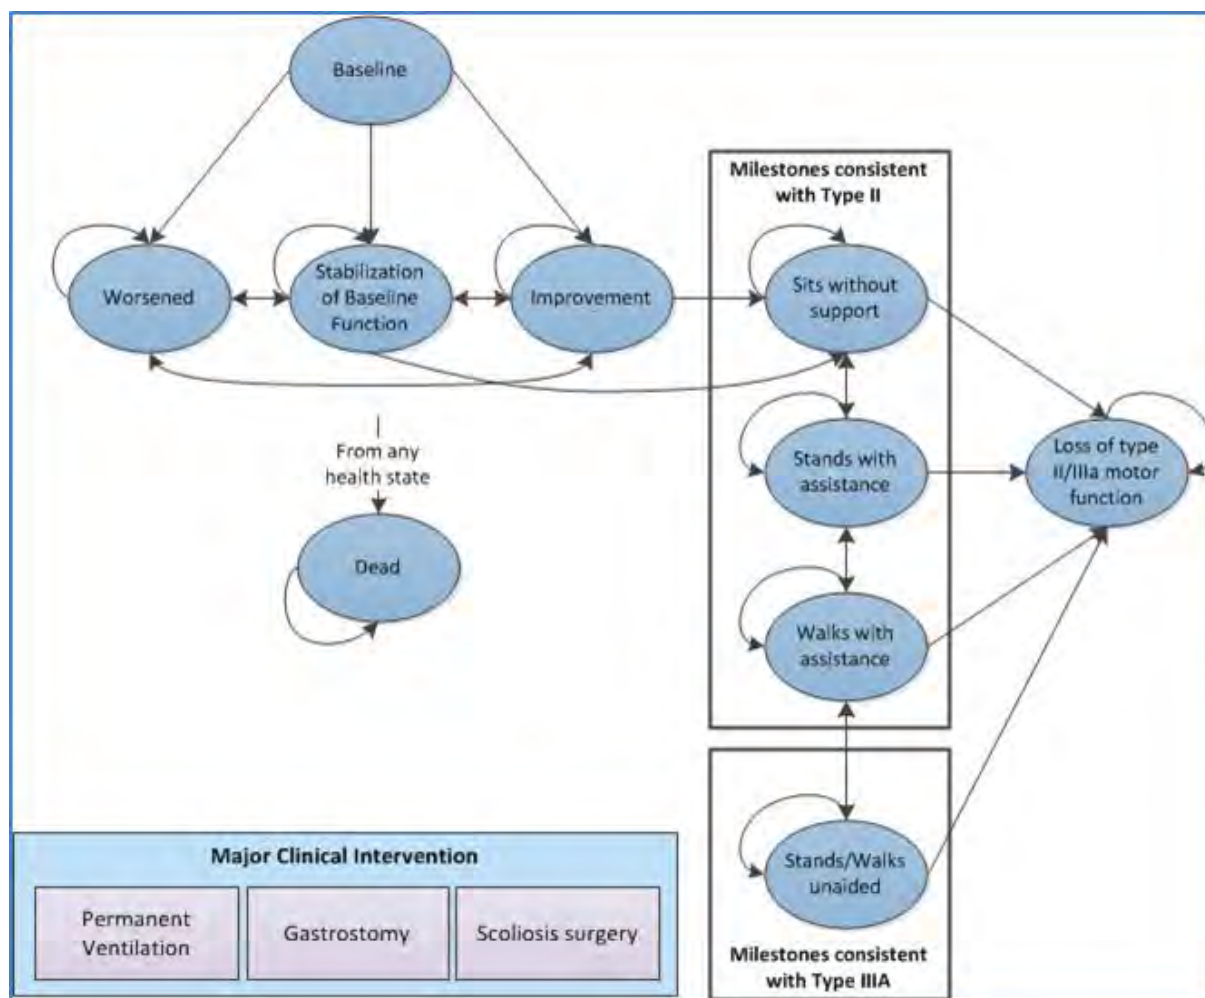 Baseline
Milestones consistent
with Type II
Worsened
Stabilization
of Baseline
Function
Improvement
Sits without
support
From any
health state
Stands with
assistance
Loss of type
II/IIIa motor
function
Dead
Walks with
assistance
Major Clinical Intervention
Permanent
Ventilation
Gastrostomy
Scoliosis surgery
Stands/Walks
unaided
Milestones consistent
with Type IIIA